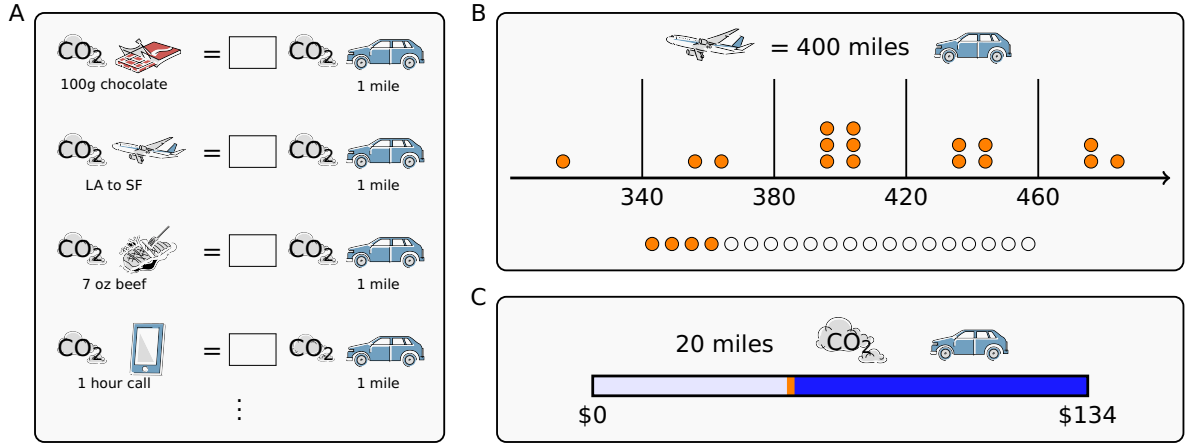 A
CO2 = CO2
100g chocolate 1 mile
CO2 = CO2
LA to SF 1 mile
CO2 = CO2
7 oz beef 1 mile
CO2 = CO2
1 hour call 1 mile
⋮
B
= 400 miles
340 380 420 460
C
20 miles CO2
$0 $134